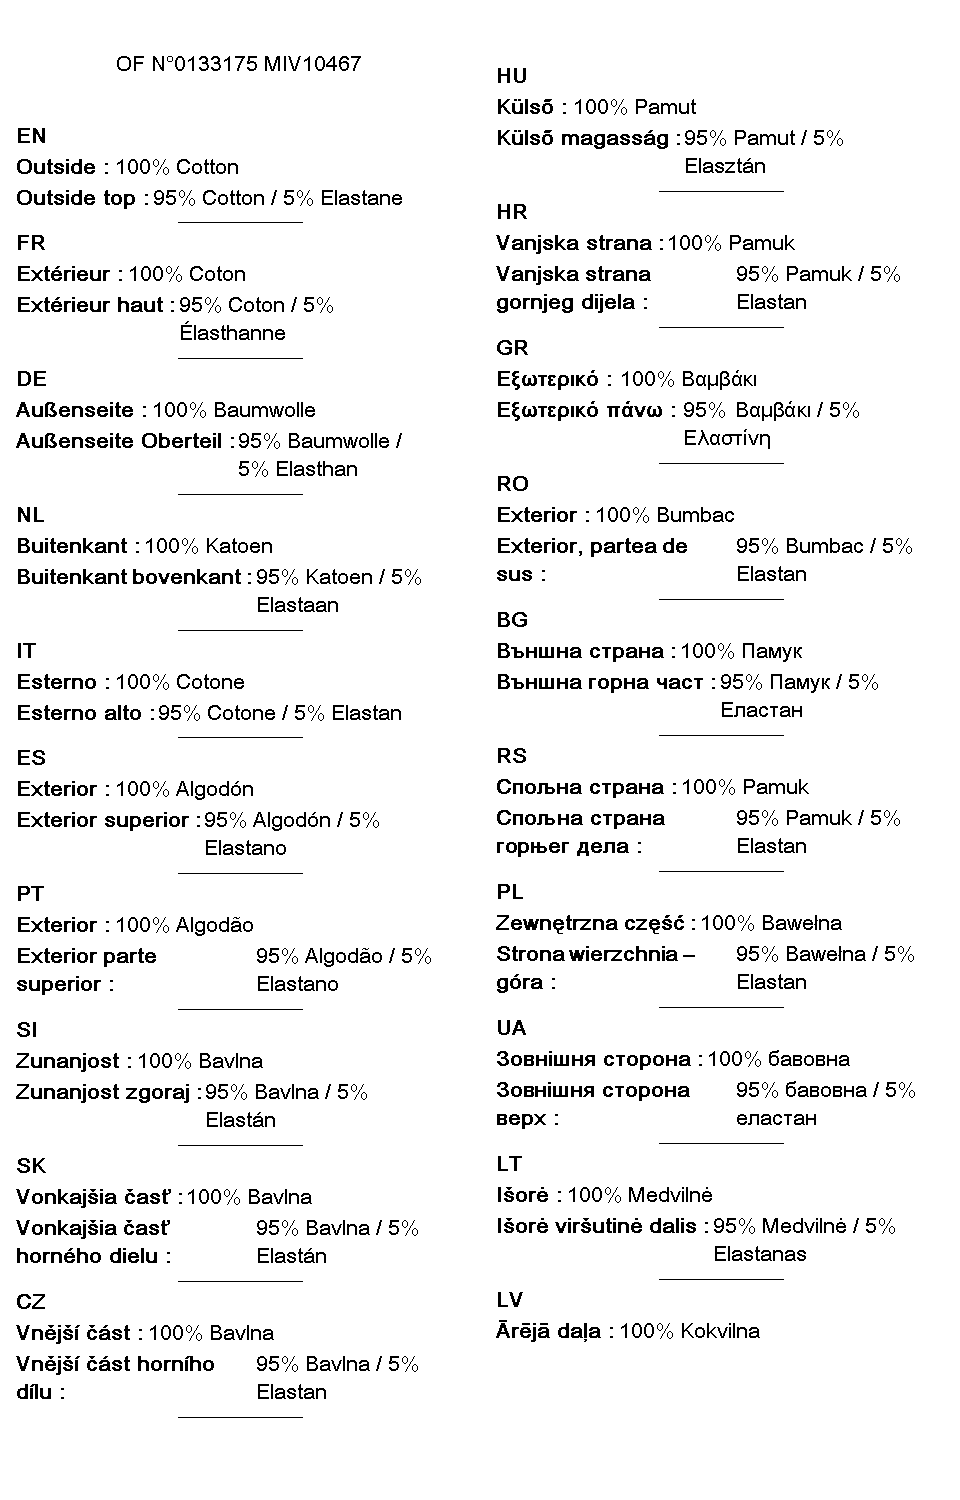 OF N°0133175 MIV10467
EN
Outside : 100% Cotton
Outside top : 95% Cotton / 5% Elastane
FR
Extérieur : 100% Coton
Extérieur haut : 95% Coton / 5%
Élasthanne
DE
Außenseite : 100% Baumwolle
Außenseite Oberteil : 95% Baumwolle /
5% Elasthan
NL
Buitenkant : 100% Katoen
Buitenkant bovenkant : 95% Katoen / 5%
Elastaan
IT
Esterno : 100% Cotone
Esterno alto : 95% Cotone / 5% Elastan
ES
Exterior : 100% Algodón
Exterior superior : 95% Algodón / 5%
Elastano
PT
Exterior : 100% Algodão
Exterior parte 95% Algodão / 5%
superior : Elastano
SI
Zunanjost : 100% Bavlna
Zunanjost zgoraj : 95% Bavlna / 5%
Elastán
SK
Vonkajšia časť : 100% Bavlna
Vonkajšia časť 95% Bavlna / 5%
horného dielu : Elastán
CZ
Vnější část : 100% Bavlna
Vnější část horního 95% Bavlna / 5%
dílu : Elastan
HU
Külső : 100% Pamut
Külső magasság : 95% Pamut / 5%
Elasztán
HR
Vanjska strana : 100% Pamuk
Vanjska strana 95% Pamuk / 5%
gornjeg dijela : Elastan
GR
Εξωτερικό : 100% Βαμβάκι
Εξωτερικό πάνω : 95% Βαμβάκι / 5%
Ελαστίνη
RO
Exterior : 100% Bumbac
Exterior, partea de 95% Bumbac / 5%
sus : Elastan
BG
Външна страна : 100% Памук
Външна горна част : 95% Памук / 5%
Еластан
RS
Спољна страна : 100% Pamuk
Спољна страна 95% Pamuk / 5%
горњег дела : Elastan
PL
Zewnętrzna część : 100% Bawełna
Strona wierzchnia – 95% Bawełna / 5%
góra : Elastan
UA
Зовнішня сторона : 100% бавовна
Зовнішня сторона 95% бавовна / 5%
верх : еластан
LT
Išorė : 100% Medvilnė
Išorė viršutinė dalis : 95% Medvilnė / 5%
Elastanas
LV
Ārējā daļa : 100% Kokvilna